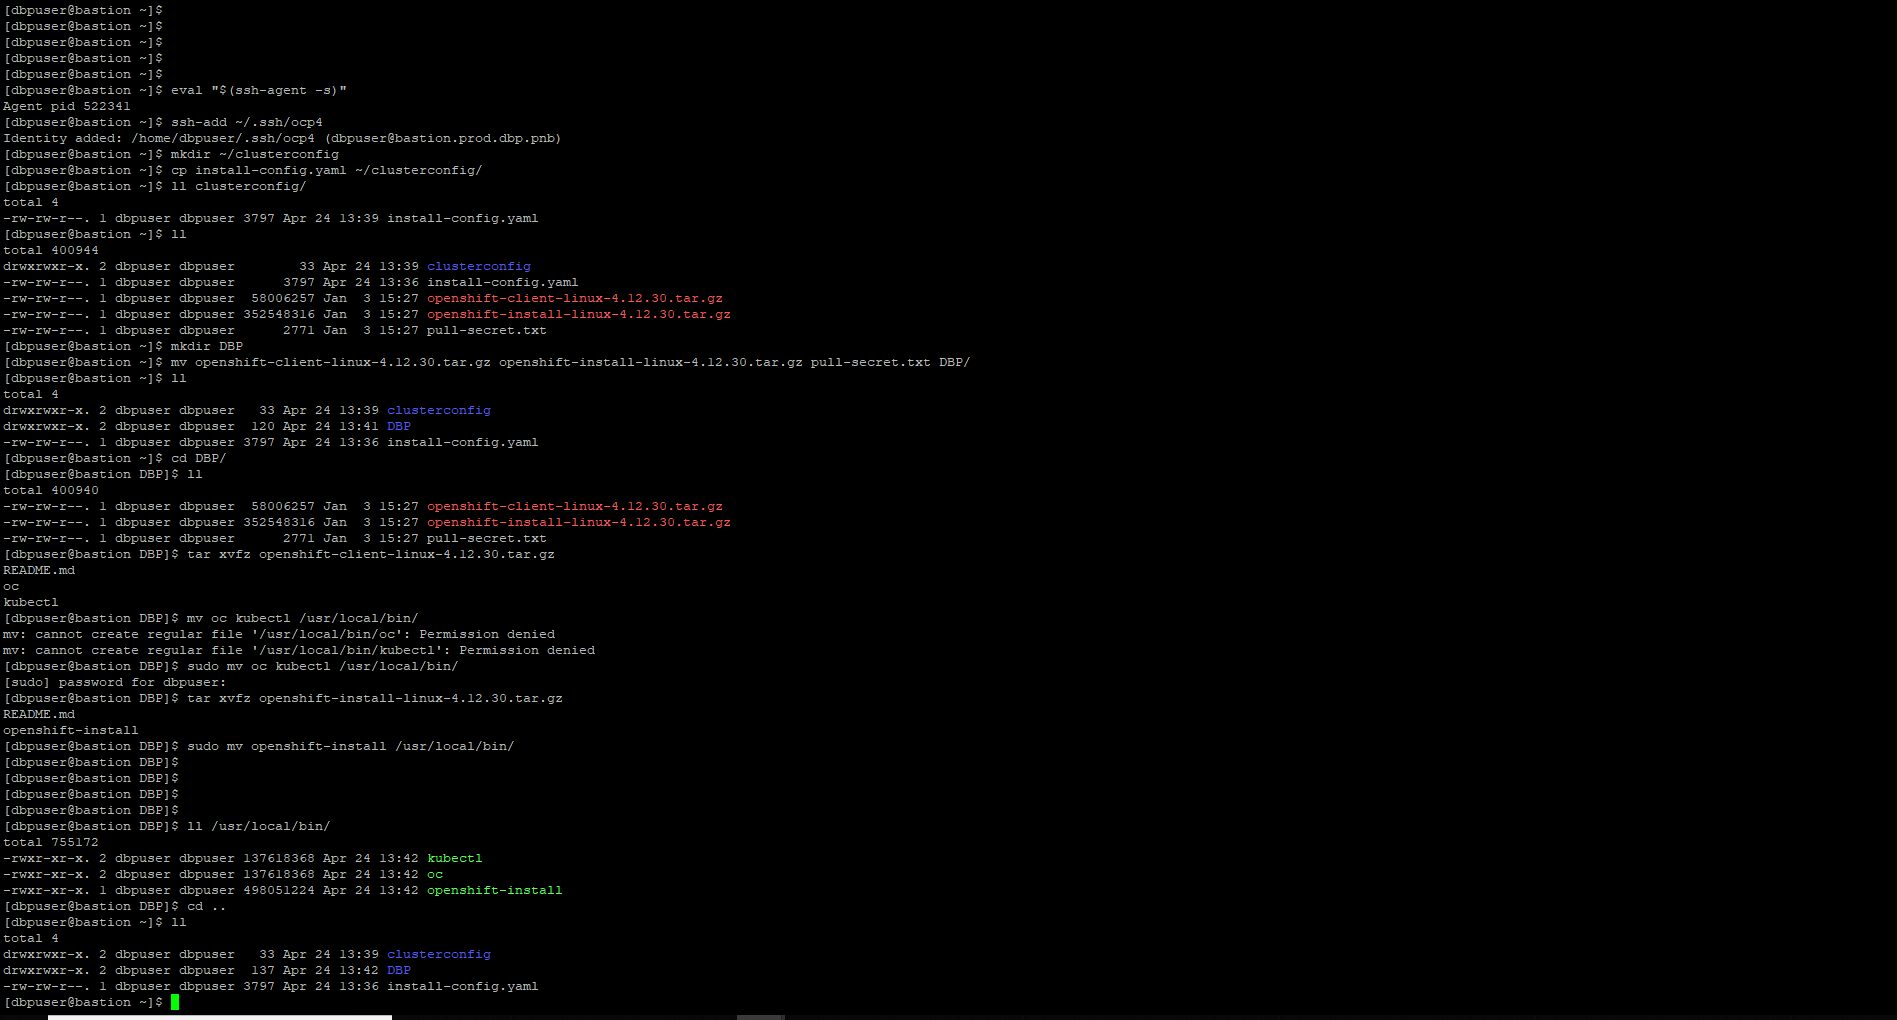 [dbpuser@bastion ~]$
[dbpuser@bastion ~]$
[dbpuser@bastion ~]$
[dbpuser@bastion ~]$
[dbpuser@bastion ~]$
[dbpuser@bastion ~]$ eval "$(ssh-agent -s)"
Agent pid 522341
[dbpuser@bastion ~]$ ssh-add ~/.ssh/ocp4
Identity added: /home/dbpuser/.ssh/ocp4 (dbpuser@bastion.prod.dbp.pnb)
[dbpuser@bastion ~]$ mkdir ~/clusterconfig
[dbpuser@bastion ~]$ cp install-config.yaml ~/clusterconfig/
[dbpuser@bastion ~]$ ll clusterconfig/
total 4
-rw-rw-r--. 1 dbpuser dbpuser 3797 Apr 24 13:39 install-config.yaml
[dbpuser@bastion ~]$ ll
total 400944
drwxrwxr-x. 2 dbpuser dbpuser        33 Apr 24 13:39 clusterconfig
-rw-rw-r--. 1 dbpuser dbpuser      3797 Apr 24 13:36 install-config.yaml
-rw-rw-r--. 1 dbpuser dbpuser  58006257 Jan  3 15:27 openshift-client-linux-4.12.30.tar.gz
-rw-rw-r--. 1 dbpuser dbpuser 352548316 Jan  3 15:27 openshift-install-linux-4.12.30.tar.gz
-rw-rw-r--. 1 dbpuser dbpuser      2771 Jan  3 15:27 pull-secret.txt
[dbpuser@bastion ~]$ mkdir DBP
[dbpuser@bastion ~]$ mv openshift-client-linux-4.12.30.tar.gz openshift-install-linux-4.12.30.tar.gz pull-secret.txt DBP/
[dbpuser@bastion ~]$ ll
total 4
drwxrwxr-x. 2 dbpuser dbpuser   33 Apr 24 13:39 clusterconfig
drwxrwxr-x. 2 dbpuser dbpuser  120 Apr 24 13:41 DBP
-rw-rw-r--. 1 dbpuser dbpuser 3797 Apr 24 13:36 install-config.yaml
[dbpuser@bastion ~]$ cd DBP/
[dbpuser@bastion DBP]$ ll
total 400940
-rw-rw-r--. 1 dbpuser dbpuser  58006257 Jan  3 15:27 openshift-client-linux-4.12.30.tar.gz
-rw-rw-r--. 1 dbpuser dbpuser 352548316 Jan  3 15:27 openshift-install-linux-4.12.30.tar.gz
-rw-rw-r--. 1 dbpuser dbpuser      2771 Jan  3 15:27 pull-secret.txt
[dbpuser@bastion DBP]$ tar xvfz openshift-client-linux-4.12.30.tar.gz
README.md
oc
kubectl
[dbpuser@bastion DBP]$ mv oc kubectl /usr/local/bin/
mv: cannot create regular file '/usr/local/bin/oc': Permission denied
mv: cannot create regular file '/usr/local/bin/kubectl': Permission denied
[dbpuser@bastion DBP]$ sudo mv oc kubectl /usr/local/bin/
[sudo] password for dbpuser:
[dbpuser@bastion DBP]$ tar xvfz openshift-install-linux-4.12.30.tar.gz
README.md
openshift-install
[dbpuser@bastion DBP]$ sudo mv openshift-install /usr/local/bin/
[dbpuser@bastion DBP]$
[dbpuser@bastion DBP]$
[dbpuser@bastion DBP]$
[dbpuser@bastion DBP]$
[dbpuser@bastion DBP]$ ll /usr/local/bin/
total 755172
-rwxr-xr-x. 2 dbpuser dbpuser 137618368 Apr 24 13:42 kubectl
-rwxr-xr-x. 2 dbpuser dbpuser 137618368 Apr 24 13:42 oc
-rwxr-xr-x. 1 dbpuser dbpuser 498051224 Apr 24 13:42 openshift-install
[dbpuser@bastion DBP]$ cd ..
[dbpuser@bastion ~]$ ll
total 4
drwxrwxr-x. 2 dbpuser dbpuser   33 Apr 24 13:39 clusterconfig
drwxrwxr-x. 2 dbpuser dbpuser  137 Apr 24 13:42 DBP
-rw-rw-r--. 1 dbpuser dbpuser 3797 Apr 24 13:36 install-config.yaml
[dbpuser@bastion ~]$